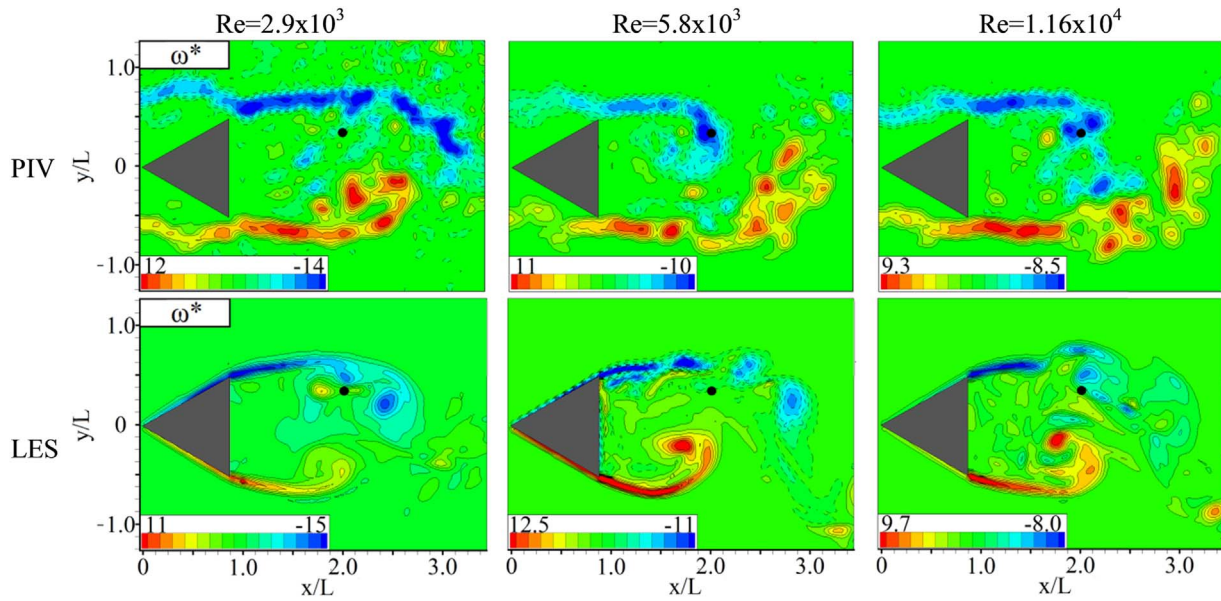 Re=2.9x10³ Re=5.8x10³ Re=1.16x10⁴
PIV
y/L
1.0
0
-1.0
ω*
12 -14
11 -10
9.3 -8.5
LES
y/L
1.0
0
-1.0
ω*
11 -15
12.5 -11
9.7 -8.0
0 1.0 2.0 3.0 0 1.0 2.0 3.0 0 1.0 2.0 3.0
x/L x/L x/L